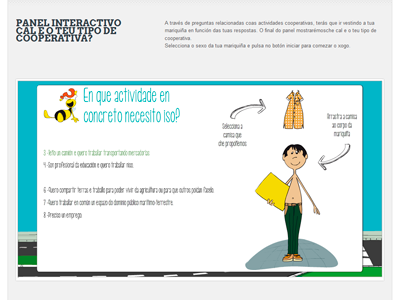 PANEL INTERACTIVO
CAL É O TEU TIPO DE
COOPERATIVA?
A través de preguntas relacionadas coas actividades cooperativas, terás que ir vestindo a tua
mariquiña en función das tuas respostas. O final do panel mostrarémosche cal e o teu tipo de
cooperativa.
Selecciona o sexo da tua mariquiña e pulsa no botón iniciar para comezar o xogo.
En que actividade en
concreto necesito iso?
Selecciona a
camisa que
che propoñemos.
Arrastra a camisa
ao corpo da
mariquita.
3.-Teño un camión e quero traballar transportando mercadorías
4.-Son profesional da educación e quero traballar niso.
6.-Quero compartir terras e traballo para poder vivir da agricultura ou para que outros poidan facelo.
7.-Quero traballar en común un espazo do dominio público marítimo-terrestre.
8.-Preciso un emprego.